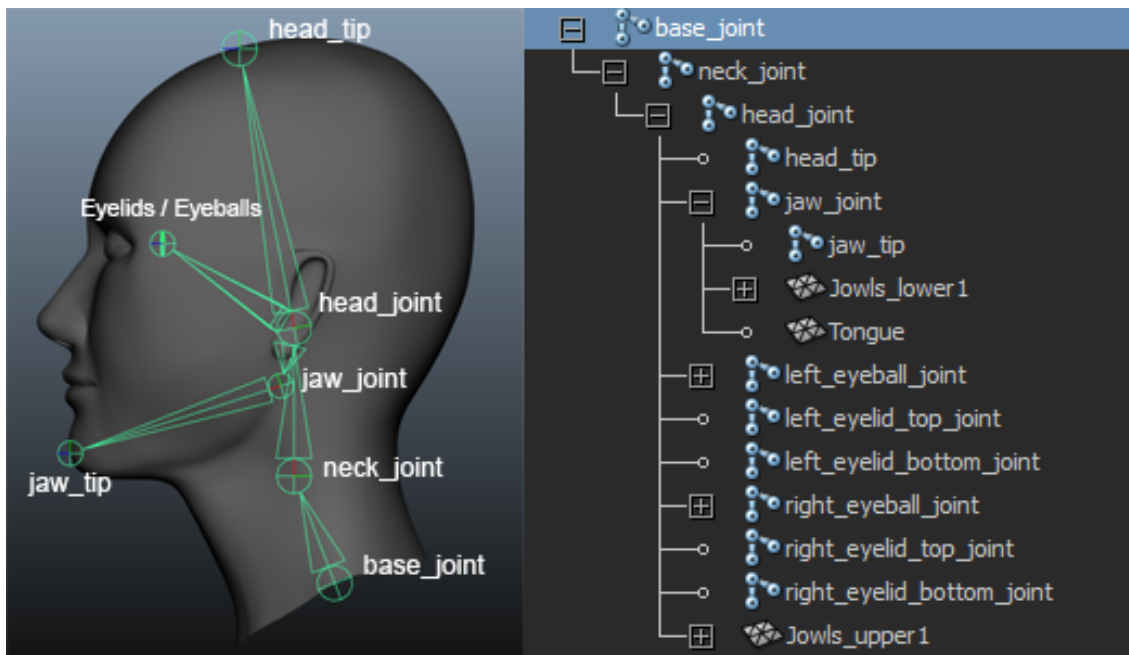 head_tip
Eyelids / Eyeballs
head_joint
jaw_joint
neck_joint
jaw_tip
base_joint
base_joint
neck_joint
head_joint
head_tip
jaw_joint
jaw_tip
Jowls_lower1
Tongue
left_eyeball_joint
left_eyelid_top_joint
left_eyelid_bottom_joint
right_eyeball_joint
right_eyelid_top_joint
right_eyelid_bottom_joint
Jowls_upper1